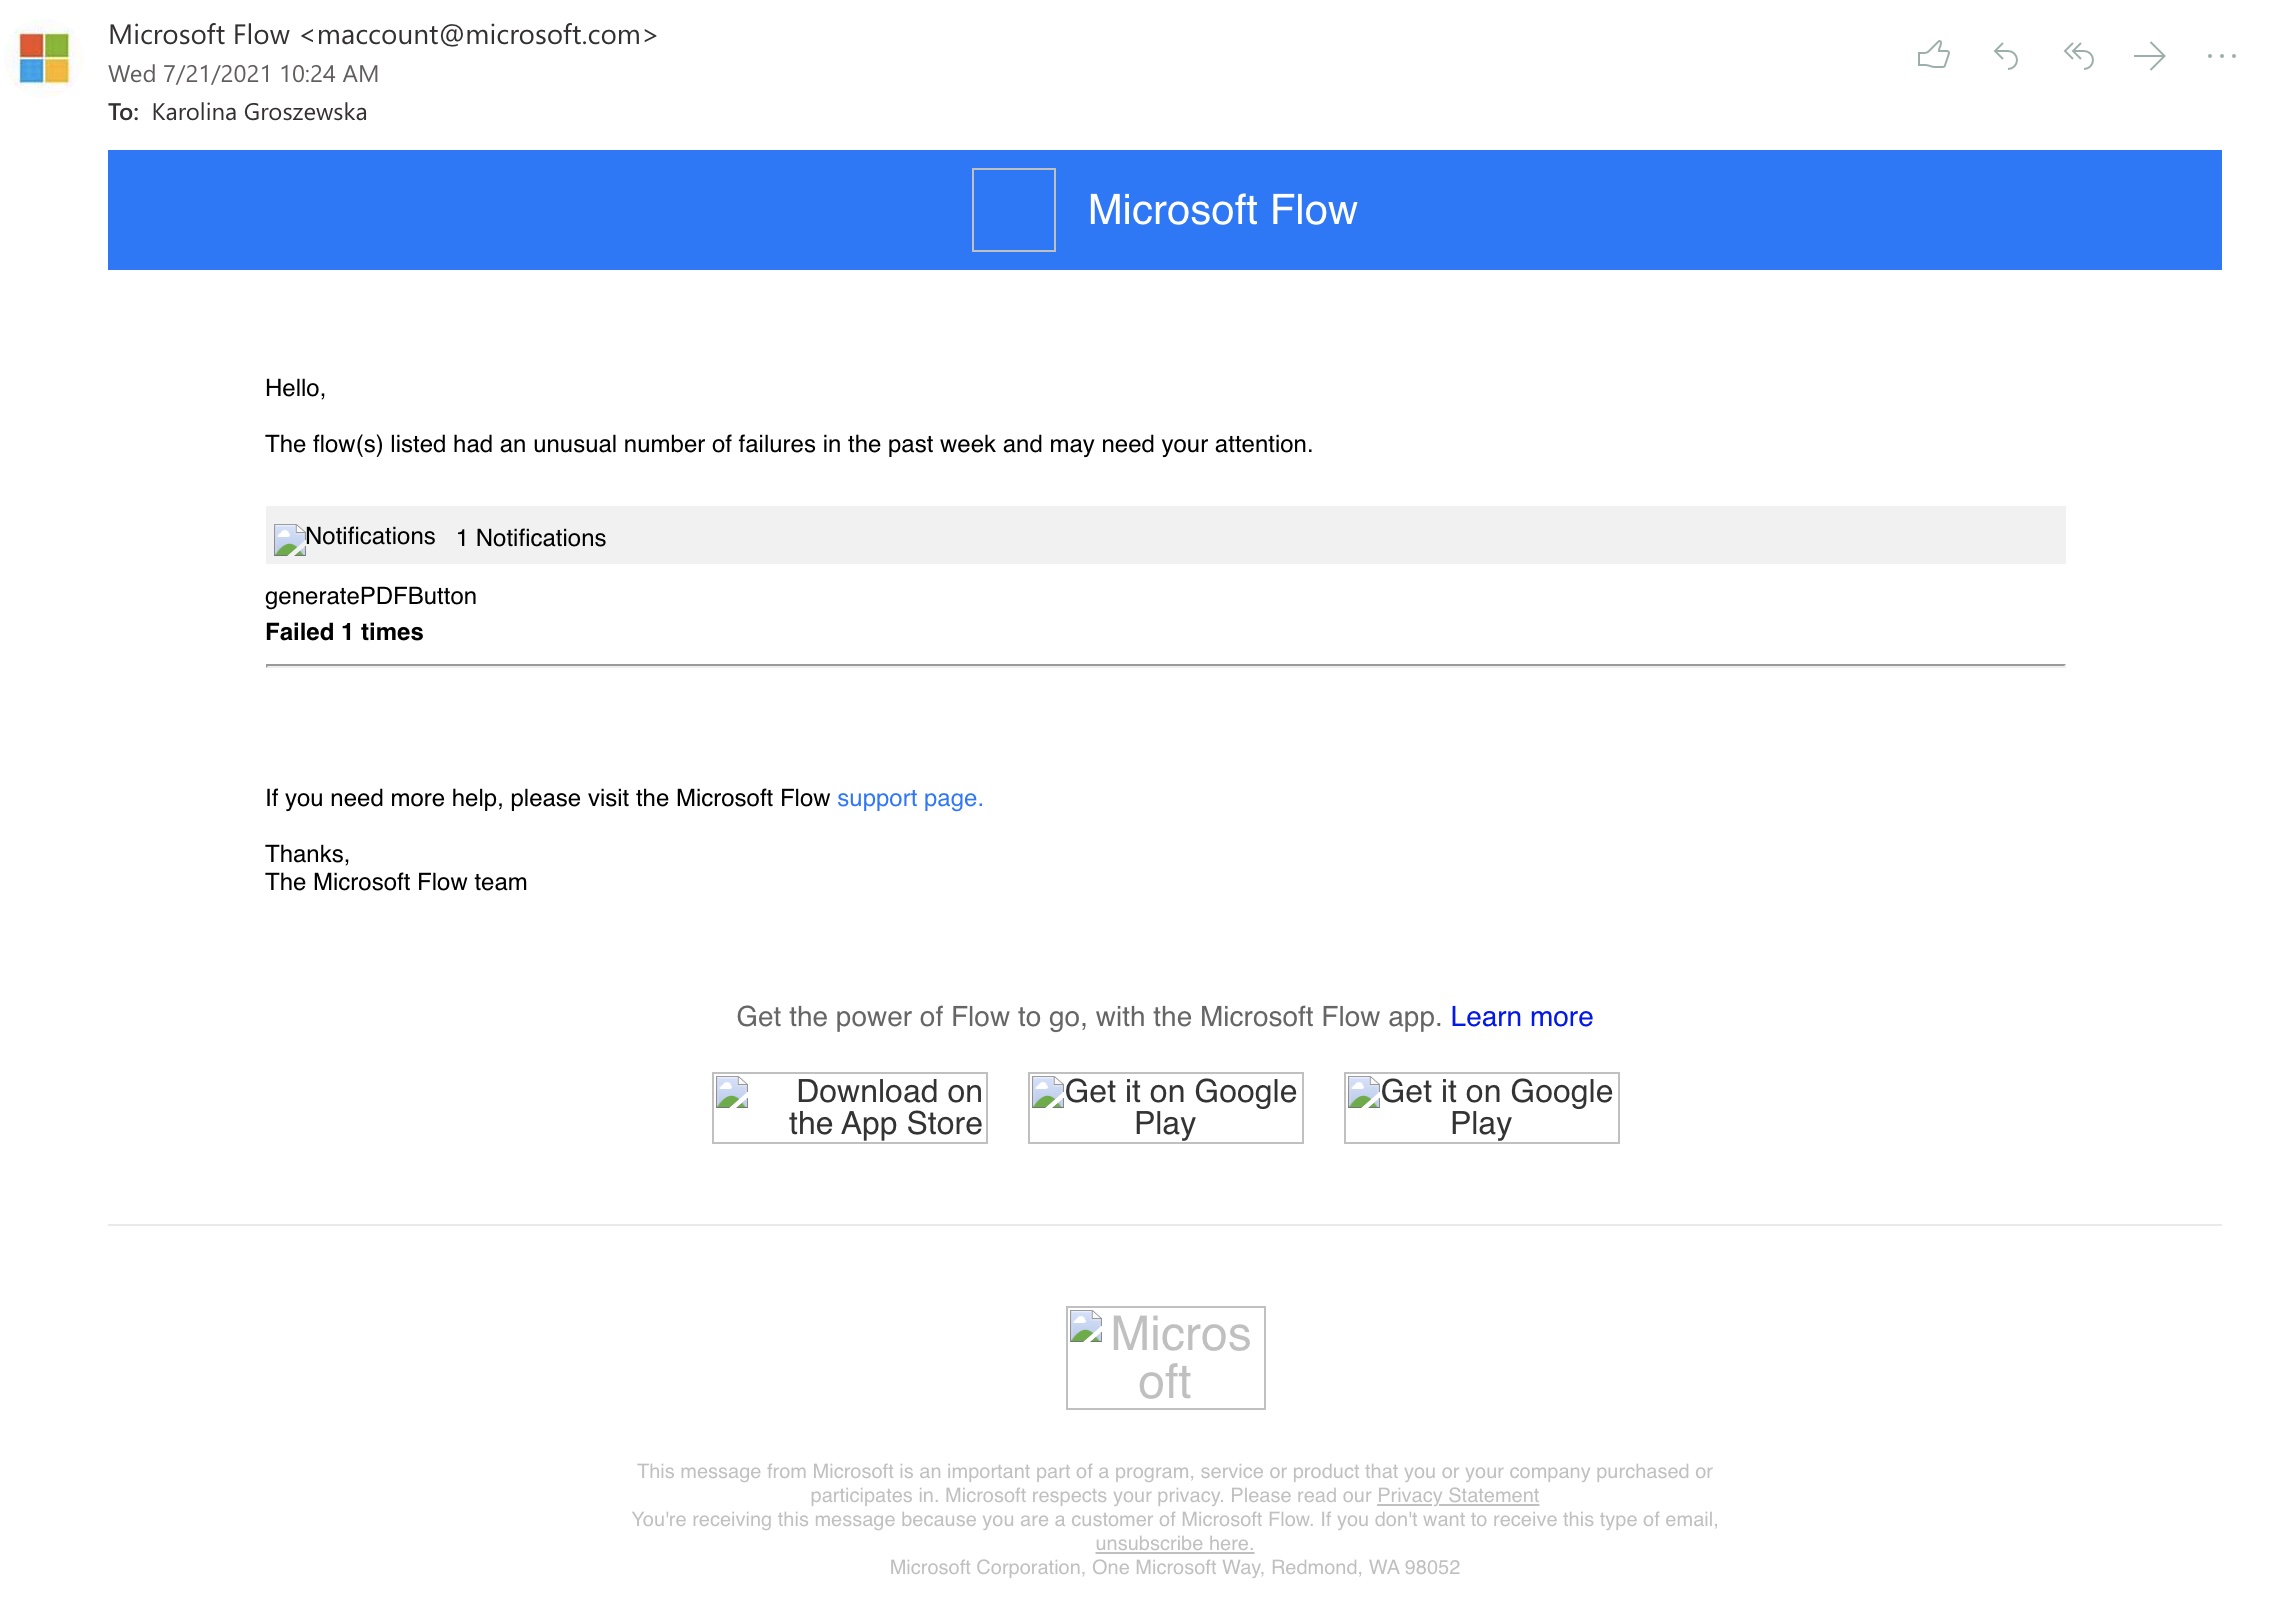 Microsoft Flow <maccount@microsoft.com>
Wed 7/21/2021 10:24 AM
To: Karolina Groszewska
Microsoft Flow
Hello,
The flow(s) listed had an unusual number of failures in the past week and may need your attention.
Notifications 1 Notifications
generatePDFButton
Failed 1 times
If you need more help, please visit the Microsoft Flow support page.
Thanks,
The Microsoft Flow team
Get the power of Flow to go, with the Microsoft Flow app. Learn more
Download on
the App Store
Get it on Google
Play
Get it on Google
Play
Micros
oft
This message from Microsoft is an important part of a program, service or product that you or your company purchased or
participates in. Microsoft respects your privacy. Please read our Privacy Statement
You're receiving this message because you are a customer of Microsoft Flow. If you don't want to receive this type of email,
unsubscribe here.
Microsoft Corporation, One Microsoft Way, Redmond, WA 98052